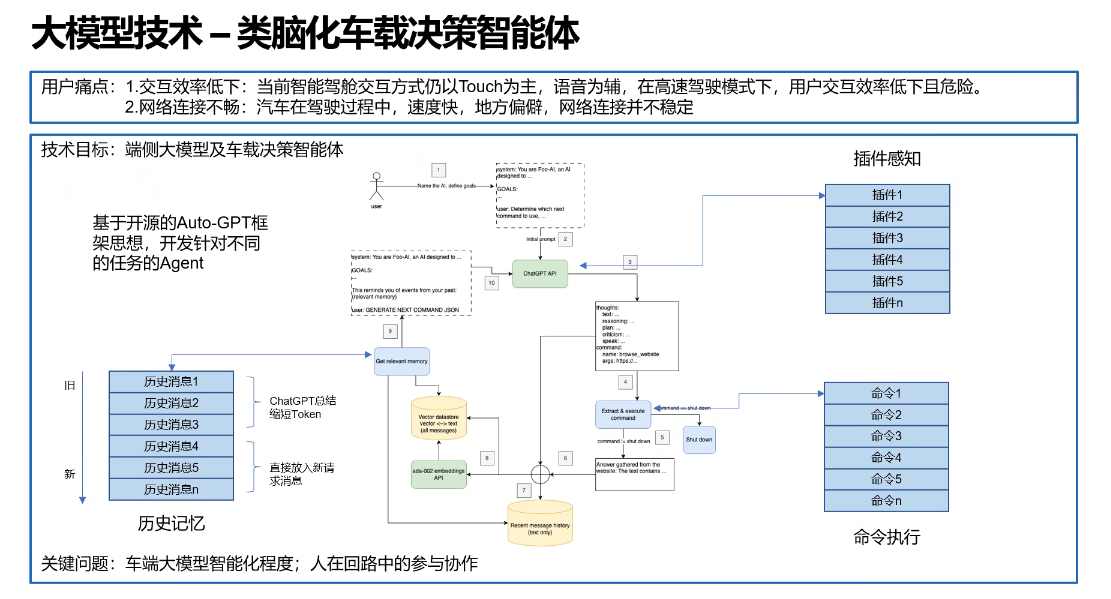 大模型技术 – 类脑化车载决策智能体
用户痛点：1.交互效率低下：当前智能驾舱交互方式仍以Touch为主，语音为辅，在高速驾驶模式下，用户交互效率低下且危险。
2.网络连接不畅：汽车在驾驶过程中，速度快，地方偏僻，网络连接并不稳定
技术目标：端侧大模型及车载决策智能体
基于开源的Auto-GPT框
架思想，开发针对不同
的任务的Agent
user
1
Name the AI, define goals
system: You are Foo-AI, an AI
designed to ...
GOALS:
...
user: Determine which next
command to use, ...
Initial prompt
2
ChatGPT API
3
插件感知
插件1
插件2
插件3
插件4
插件5
插件n
system: You are Foo-AI, an AI designed to ...
GOALS:
...
This reminds you of events from your past:
(relevant memory)
user: GENERATE NEXT COMMAND JSON
10
9
thoughts:
text: ...
reasoning: ...
plan: ...
criticism: ...
speak: ...
command:
name: browse_website
args: https://...
4
Get relevant memory
旧
新
历史消息1
历史消息2
历史消息3
历史消息4
历史消息5
历史消息n
ChatGPT总结
缩短Token
直接放入新请
求消息
历史记忆
Vector datastore
vector <--> text
(all messages)
ada-002 embeddings
API
8
7
6
Recent message history
(text only)
Extract & execute
command
command == shut down
Shut down
command != shut down
5
Answer gathered from the
website: The text contains ...
命令1
命令2
命令3
命令4
命令5
命令n
命令执行
关键问题：车端大模型智能化程度；人在回路中的参与协作